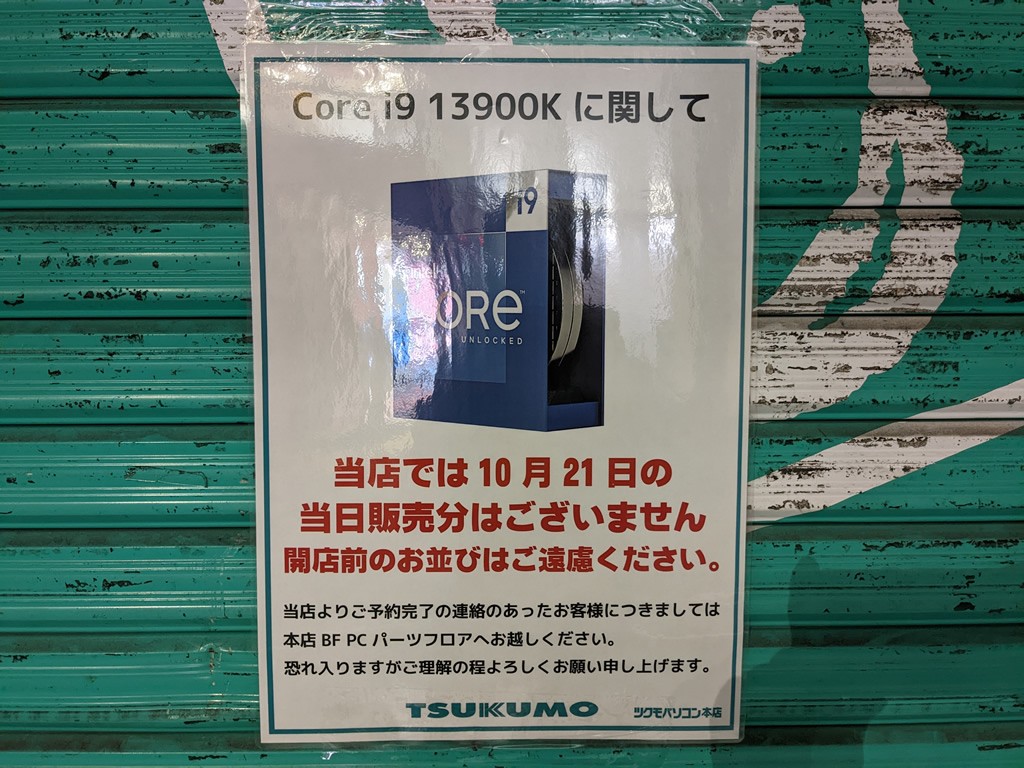 Core i9 13900K に関して
i9
intel
CORE™
UNLOCKED
当店では 10 月 21 日の
当日販売分はございません
開店前のお並びはご遠慮ください。
当店よりご予約完了の連絡のあったお客様につきましては
本店 BF PC パーツフロアへお越しください。
恐れ入りますがご理解の程よろしくお願い申し上げます。
TSUKUMO ツクモパソコン本店